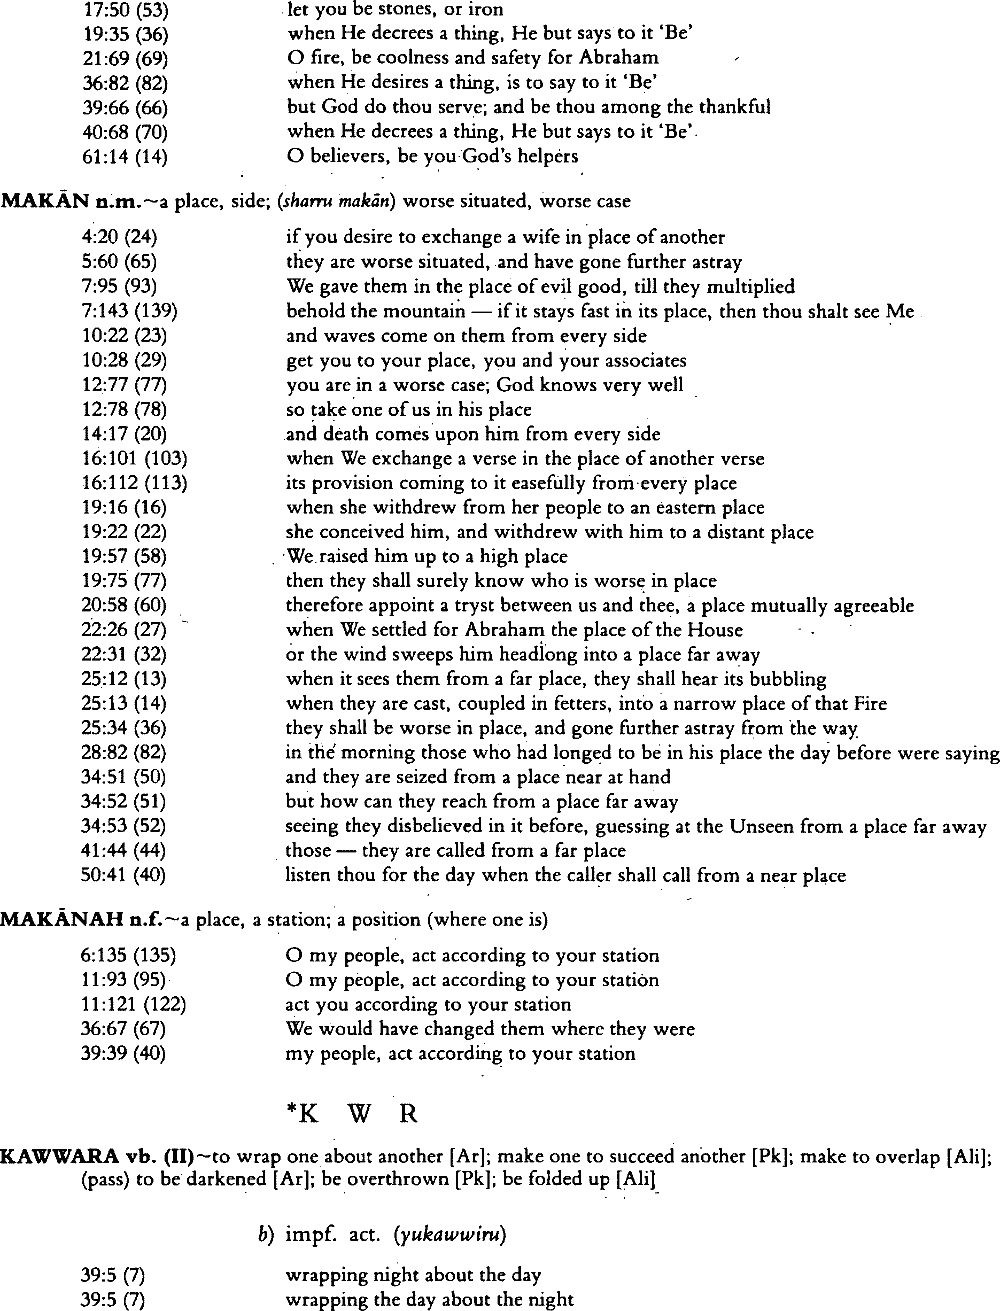 17:50 (53) let you be stones, or iron
19:35 (36) when He decrees a thing, He but says to it ‘Be’
21:69 (69) O fire, be coolness and safety for Abraham
36:82 (82) when He desires a thing, is to say to it ‘Be’
39:66 (66) but God do thou serve; and be thou among the thankful
40:68 (70) when He decrees a thing, He but says to it ‘Be’
61:14 (14) O believers, be you God's helpers
MAKĀN n.m.~a place, side; (sharru makān) worse situated, worse case
4:20 (24) if you desire to exchange a wife in place of another
5:60 (65) they are worse situated, and have gone further astray
7:95 (93) We gave them in the place of evil good, till they multiplied
7:143 (139) behold the mountain — if it stays fast in its place, then thou shalt see Me
10:22 (23) and waves come on them from every side
10:28 (29) get you to your place, you and your associates
12:77 (77) you are in a worse case; God knows very well
12:78 (78) so take one of us in his place
14:17 (20) and death comes upon him from every side
16:101 (103) when We exchange a verse in the place of another verse
16:112 (113) its provision coming to it easefully from every place
19:16 (16) when she withdrew from her people to an eastern place
19:22 (22) she conceived him, and withdrew with him to a distant place
19:57 (58) We raised him up to a high place
19:75 (77) then they shall surely know who is worse in place
20:58 (60) therefore appoint a tryst between us and thee, a place mutually agreeable
22:26 (27) when We settled for Abraham the place of the House
22:31 (32) or the wind sweeps him headlong into a place far away
25:12 (13) when it sees them from a far place, they shall hear its bubbling
25:13 (14) when they are cast, coupled in fetters, into a narrow place of that Fire
25:34 (36) they shall be worse in place, and gone further astray from the way
28:82 (82) in the morning those who had longed to be in his place the day before were saying
34:51 (50) and they are seized from a place near at hand
34:52 (51) but how can they reach from a place far away
34:53 (52) seeing they disbelieved in it before, guessing at the Unseen from a place far away
41:44 (44) those — they are called from a far place
50:41 (40) listen thou for the day when the caller shall call from a near place
MAKĀNAH n.f.~a place, a station; a position (where one is)
6:135 (135) O my people, act according to your station
11:93 (95) O my people, act according to your station
11:121 (122) act you according to your station
36:67 (67) We would have changed them where they were
39:39 (40) my people, act according to your station
*K W R
KAWWARA vb. (II)~to wrap one about another [Ar]; make one to succeed another [Pk]; make to overlap [Ali];
(pass) to be darkened [Ar]; be overthrown [Pk]; be folded up [Ali]
b) impf. act. (yukawwiru)
39:5 (7) wrapping night about the day
39:5 (7) wrapping the day about the night